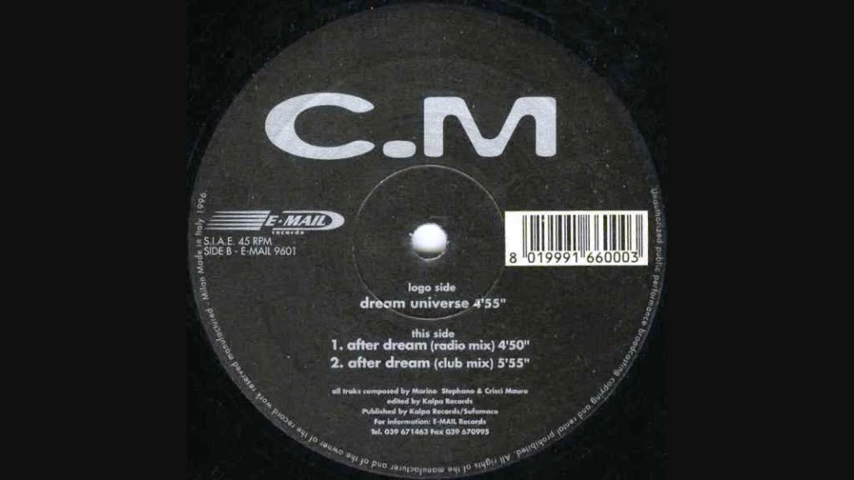 C.M
E-MAIL
records
S.I.A.E. 45 RPM
SIDE B - E-MAIL 9601
8 019991 660003
logo side
dream universe 4'55"
this side
1. after dream (radio mix) 4'50"
2. after dream (club mix) 5'55"
all traks composed by Marino Stephano & Crisci Mauro
edited by Kalpa Records
Published by Kalpa Records/Sufamaco
For information: E-MAIL Records
Tel. 039 671463 Fax 039 670995
Unauthorized public performance broadcasting copying and rental prohibited. All rights of the manufacturer and of the owner of the record work reserved manufactured - Milan Made in Italy 1996